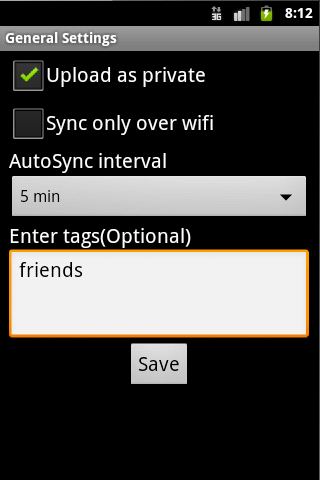 3G 8:12
General Settings
Upload as private
Sync only over wifi
AutoSync interval
5 min
Enter tags(Optional)
friends
Save